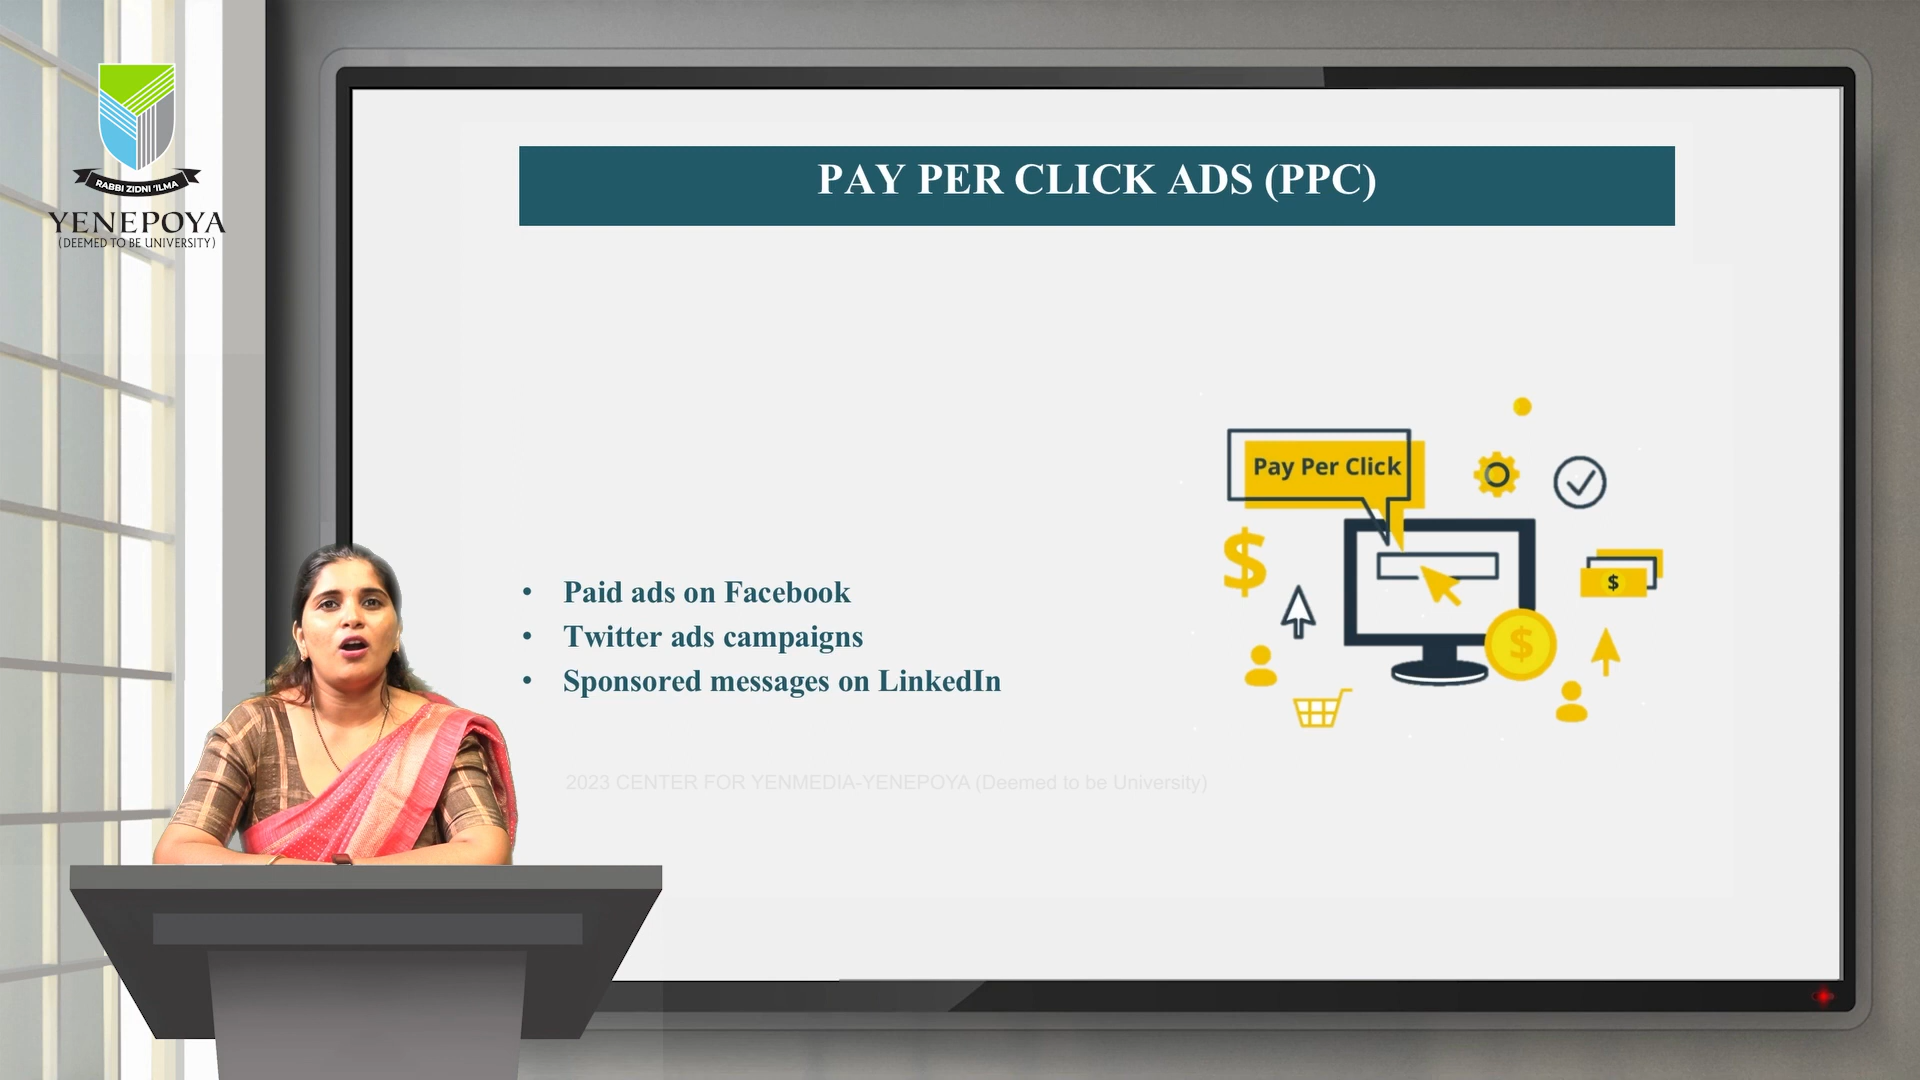 RABBI ZIDNI 'ILMA
YENEPOYA
(DEEMED TO BE UNIVERSITY)
PAY PER CLICK ADS (PPC)
Pay Per Click
$
$
$
• Paid ads on Facebook
• Twitter ads campaigns
• Sponsored messages on LinkedIn
2023 CENTER FOR YENMEDIA-YENEPOYA (Deemed to be University)